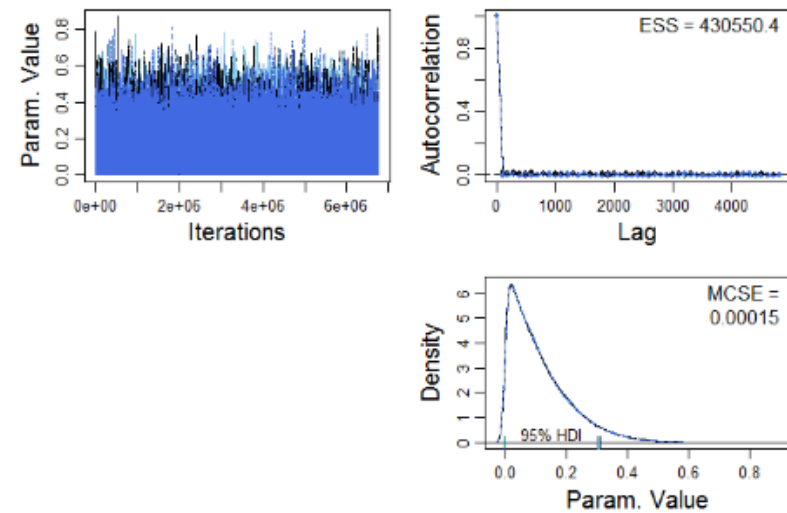 Param. Value
0.0 0.2 0.4 0.6 0.8
0e+00 2e+06 4e+06 6e+06
Iterations
Autocorrelation
0.0 0.4 0.8
ESS = 430550.4
0 1000 2000 3000 4000
Lag
Density
0 1 2 3 4 5 6
MCSE =
0.00015
95% HDI
0.0 0.2 0.4 0.6 0.8
Param. Value